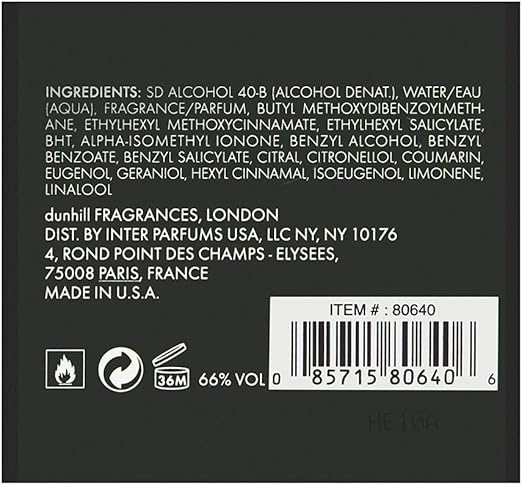 INGREDIENTS: SD ALCOHOL 40-B (ALCOHOL DENAT.), WATER/EAU
(AQUA), FRAGRANCE/PARFUM, BUTYL METHOXYDIBENZOYLMETH-
ANE, ETHYLHEXYL METHOXYCINNAMATE, ETHYLHEXYL SALICYLATE,
BHT, ALPHA-ISOMETHYL IONONE, BENZYL ALCOHOL, BENZYL
BENZOATE, BENZYL SALICYLATE, CITRAL, CITRONELLOL, COUMARIN,
EUGENOL, GERANIOL, HEXYL CINNAMAL, ISOEUGENOL, LIMONENE,
LINALOOL
dunhill FRAGRANCES, LONDON
DIST. BY INTER PARFUMS USA, LLC NY, NY 10176
4, ROND POINT DES CHAMPS - ELYSEES,
75008 PARIS, FRANCE
MADE IN U.S.A.
ITEM # : 80640
36M 66% VOL
0 85715 80640 6
HE10A